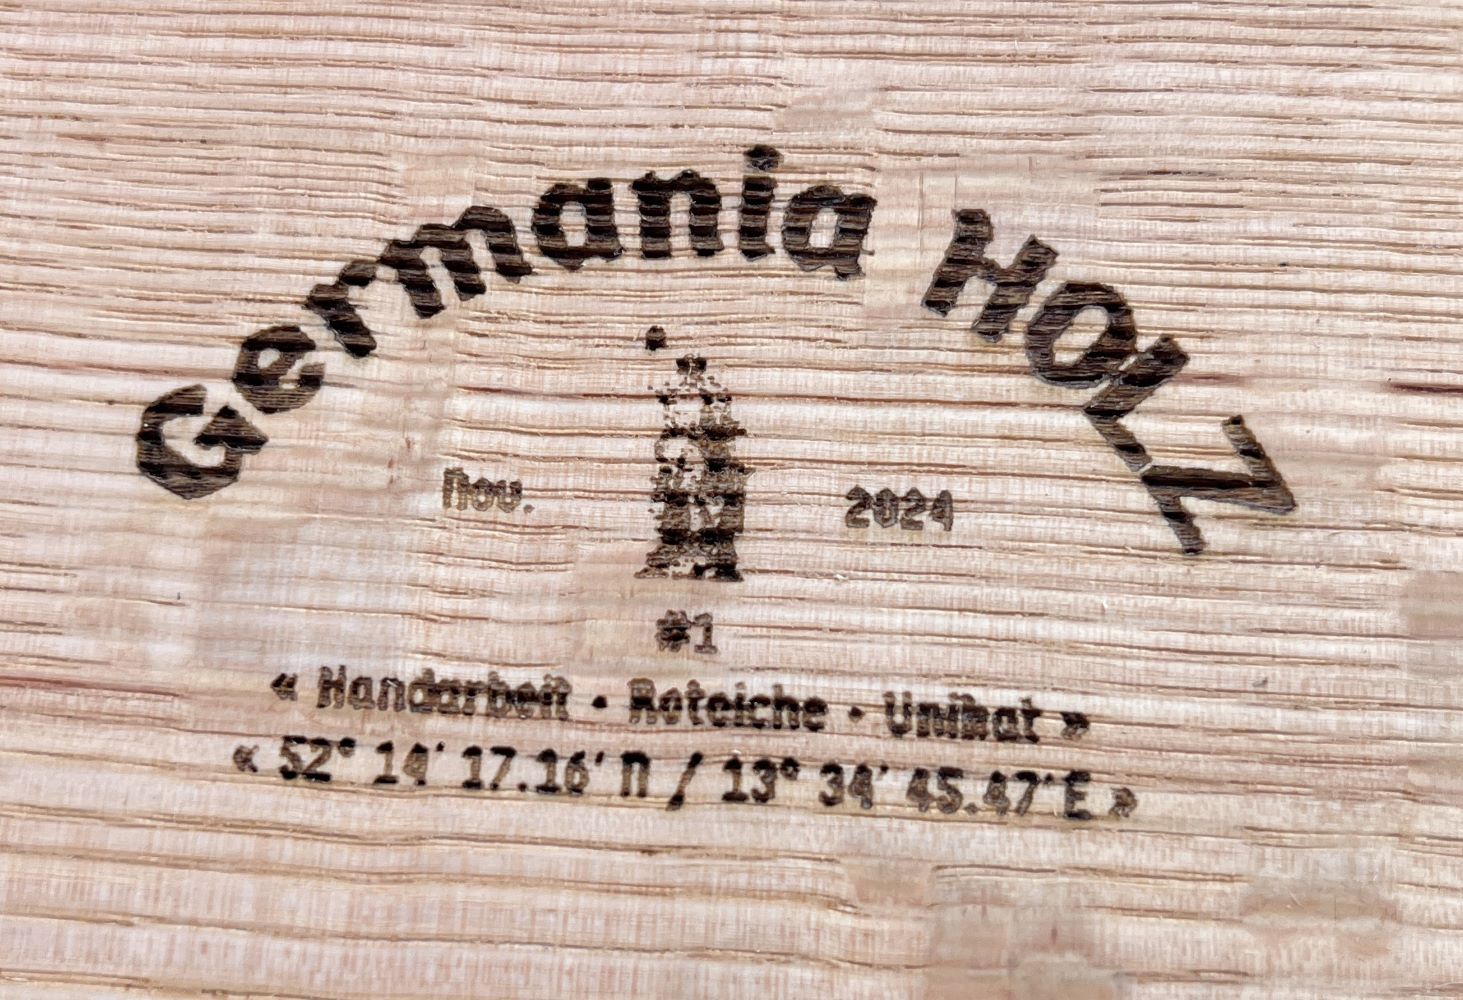 Germania HOLZ
Nov. 2024
#1
« Handarbeit · Roteiche · Unikat »
« 52° 14' 17.16' N / 13° 34' 45.47' E »